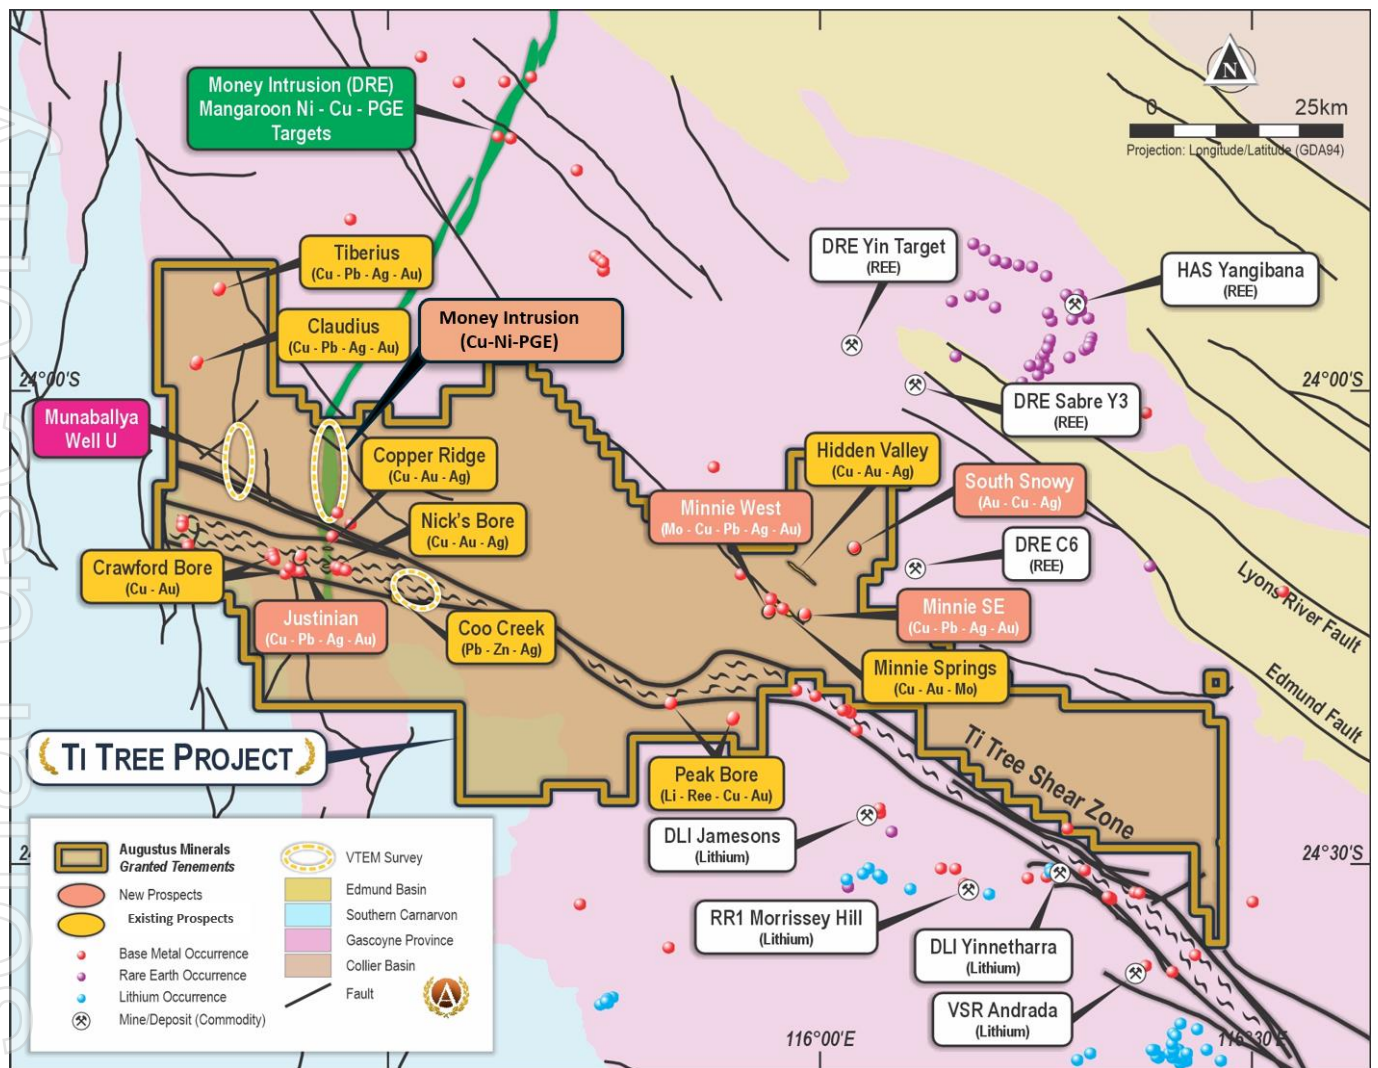 Money Intrusion (DRE)
Mangaroon Ni - Cu - PGE
Targets
N
0 25km
Projection: Longitude/Latitude (GDA94)
Tiberius
(Cu - Pb - Ag - Au)
DRE Yin Target
(REE)
HAS Yangibana
(REE)
Claudius
(Cu - Pb - Ag - Au)
Money Intrusion
(Cu-Ni-PGE)
24°00'S
24°00'S
DRE Sabre Y3
(REE)
Munaballya
Well U
Copper Ridge
(Cu - Au - Ag)
Hidden Valley
(Cu - Au - Ag)
South Snowy
(Au - Cu - Ag)
Minnie West
(Mo - Cu - Pb - Ag - Au)
Nick's Bore
(Cu - Au - Ag)
DRE C6
(REE)
Crawford Bore
(Cu - Au)
Lyons River Fault
Justinian
(Cu - Pb - Ag - Au)
Coo Creek
(Pb - Zn - Ag)
Minnie SE
(Cu - Pb - Ag - Au)
Minnie Springs
(Cu - Au - Mo)
Edmund Fault
TI TREE PROJECT
Ti Tree Shear Zone
Peak Bore
(Li - Ree - Cu - Au)
DLI Jamesons
(Lithium)
24°30'S
RR1 Morrissey Hill
(Lithium)
DLI Yinnetharra
(Lithium)
VSR Andrada
(Lithium)
116°00'E
116°30'E
Augustus Minerals
Granted Tenements
New Prospects
Existing Prospects
Base Metal Occurrence
Rare Earth Occurrence
Lithium Occurrence
Mine/Deposit (Commodity)
VTEM Survey
Edmund Basin
Southern Carnarvon
Gascoyne Province
Collier Basin
Fault
A